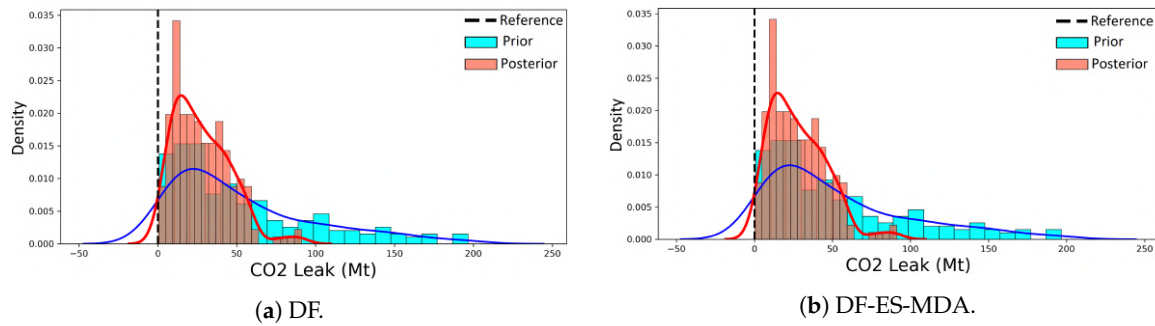 Reference
Prior
Posterior
0.035
0.030
0.025
0.020
0.015
0.010
0.005
0.000
Density
-50 0 50 100 150 200 250
CO2 Leak (Mt)
(a) DF.
Reference
Prior
Posterior
0.035
0.030
0.025
0.020
0.015
0.010
0.005
0.000
Density
-50 0 50 100 150 200 250
CO2 Leak (Mt)
(b) DF-ES-MDA.